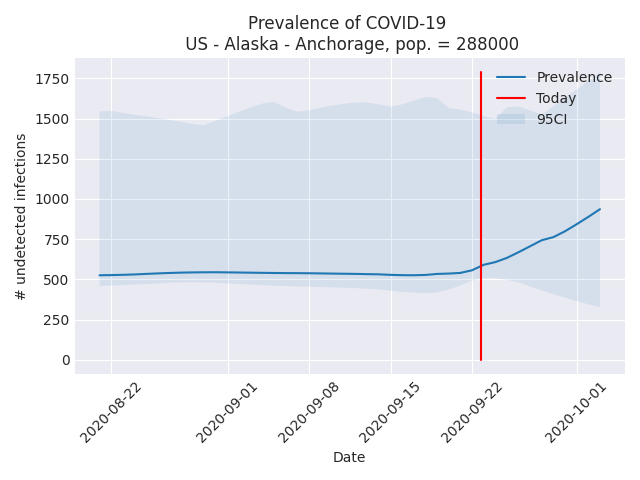 Prevalence of COVID-19
US - Alaska - Anchorage, pop. = 288000
# undetected infections
1750
1500
1250
1000
750
500
250
0
Prevalence
Today
95CI
2020-08-22
2020-09-01
2020-09-08
2020-09-15
2020-09-22
2020-10-01
Date